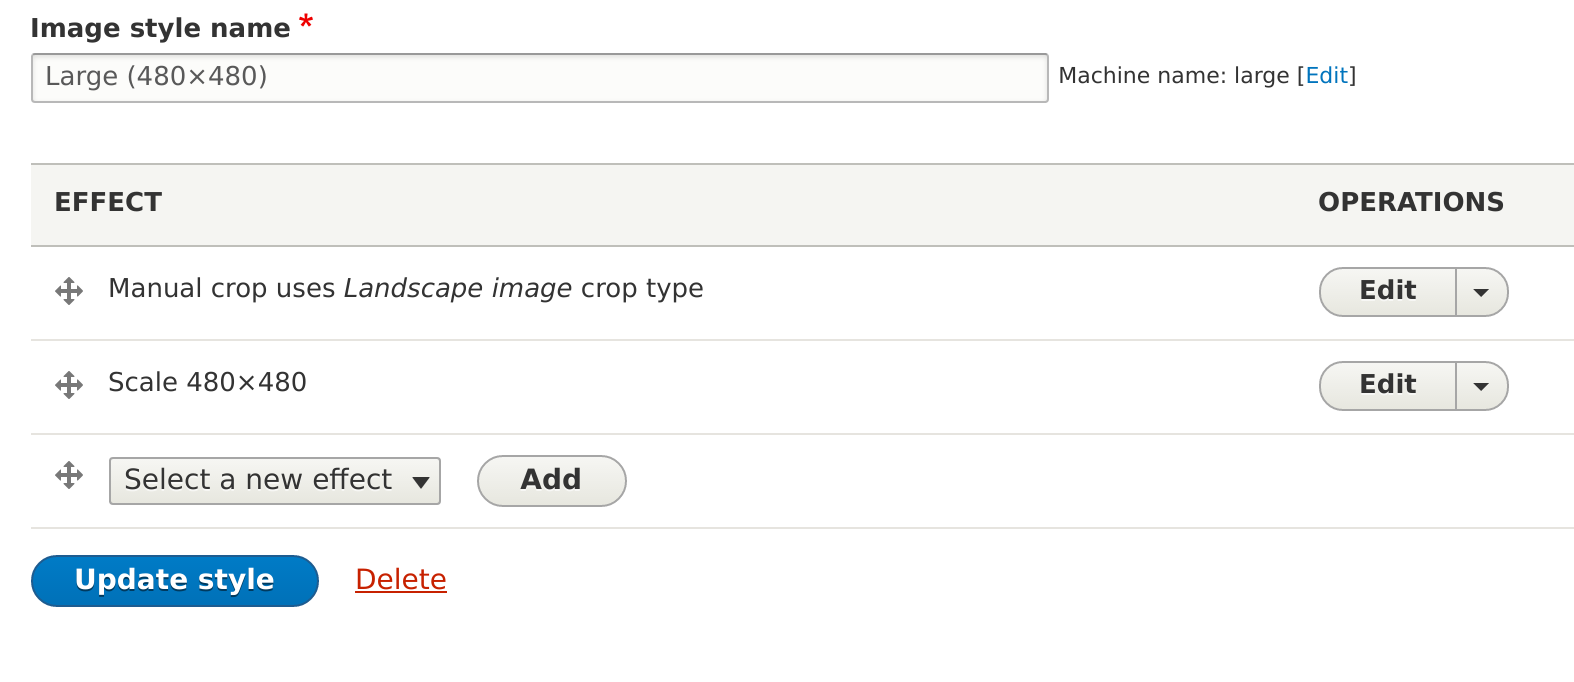 Image style name *
Large (480×480)
Machine name: large [Edit]
EFFECT OPERATIONS
Manual crop uses Landscape image crop type Edit
Scale 480×480 Edit
Select a new effect Add
Update style Delete